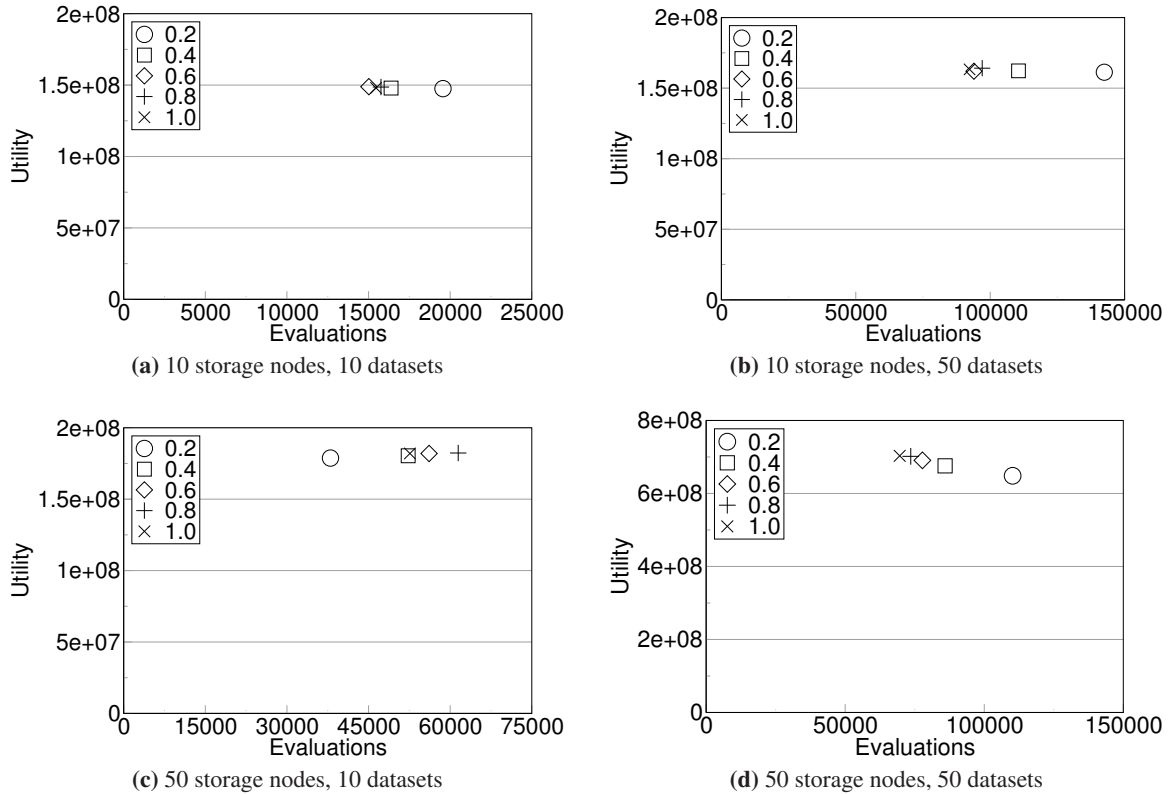 2e+08
1.5e+08
1e+08
5e+07
0
Utility
0.2
0.4
0.6
0.8
1.0
0 5000 10000 15000 20000 25000
Evaluations
(a) 10 storage nodes, 10 datasets
2e+08
1.5e+08
1e+08
5e+07
0
Utility
0.2
0.4
0.6
0.8
1.0
0 50000 100000 150000
Evaluations
(b) 10 storage nodes, 50 datasets
2e+08
1.5e+08
1e+08
5e+07
0
Utility
0.2
0.4
0.6
0.8
1.0
0 15000 30000 45000 60000 75000
Evaluations
(c) 50 storage nodes, 10 datasets
8e+08
6e+08
4e+08
2e+08
0
Utility
0.2
0.4
0.6
0.8
1.0
0 50000 100000 150000
Evaluations
(d) 50 storage nodes, 50 datasets